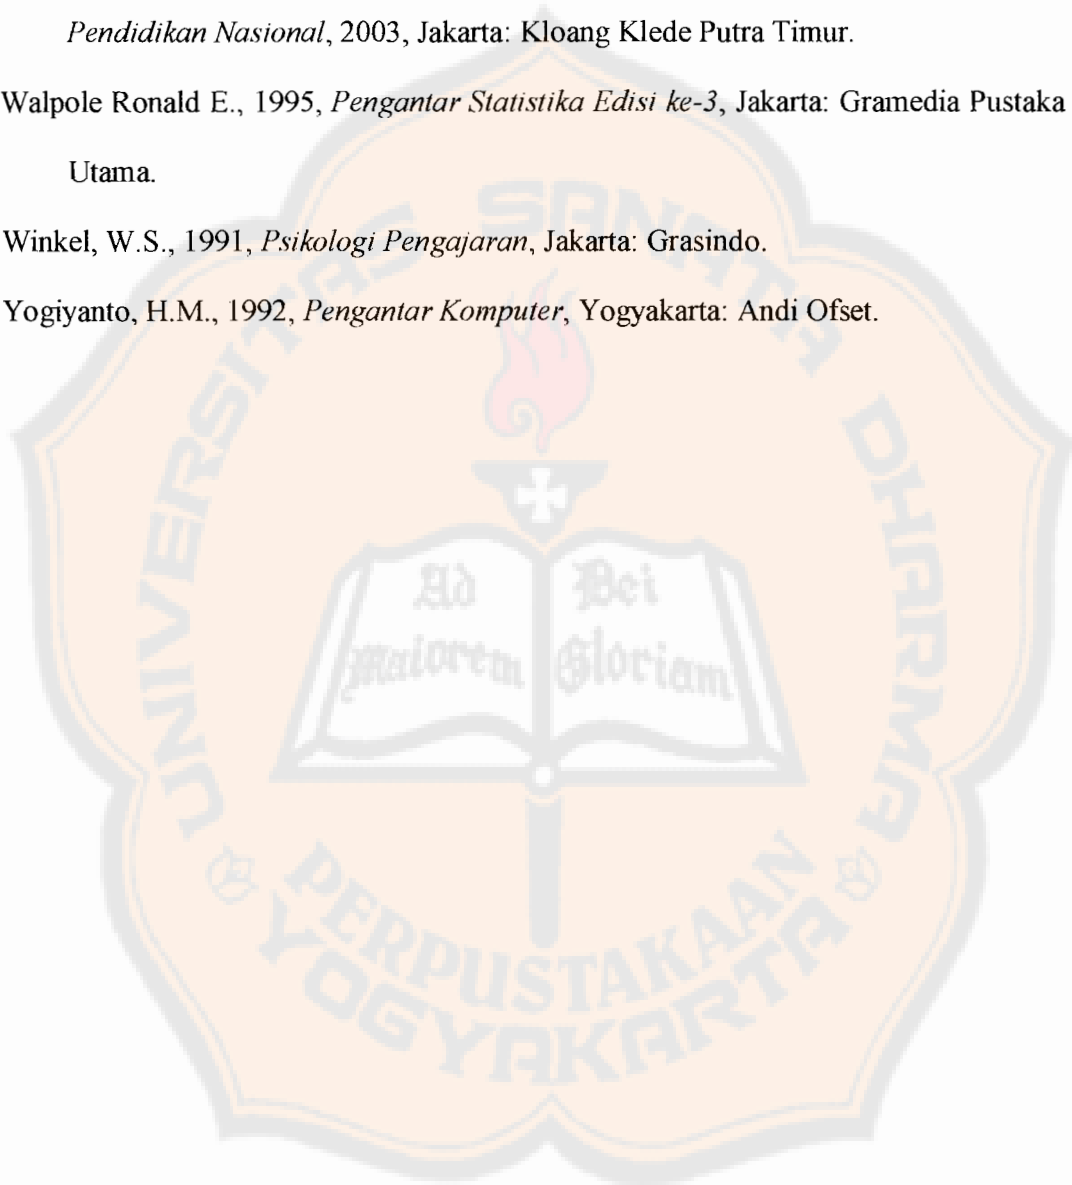 Pendidikan Nasional, 2003, Jakarta: Kloang Klede Putra Timur.
Walpole Ronald E., 1995, Pengantar Statistika Edisi ke-3, Jakarta: Gramedia Pustaka
Utama.
Winkel, W.S., 1991, Psikologi Pengajaran, Jakarta: Grasindo.
Yogiyanto, H.M., 1992, Pengantar Komputer, Yogyakarta: Andi Ofset.
UNIVERSITAS SANATA DHARMA
Ad Dei
maiorem Gloriam
PERPUSTAKAAN
YOGYAKARTA